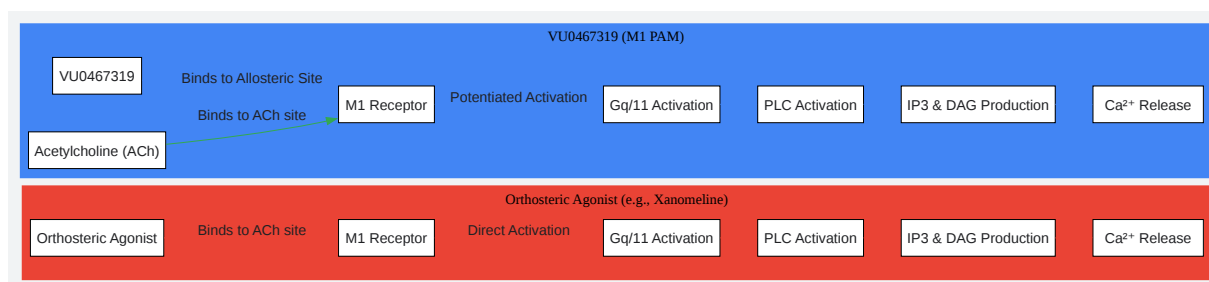 VU0467319 (M1 PAM)
VU0467319
Binds to Allosteric Site
Binds to ACh site
Acetylcholine (ACh)
M1 Receptor
Potentiated Activation
Gq/11 Activation
PLC Activation
IP3 & DAG Production
Ca²⁺ Release
Orthosteric Agonist (e.g., Xanomeline)
Orthosteric Agonist
Binds to ACh site
M1 Receptor
Direct Activation
Gq/11 Activation
PLC Activation
IP3 & DAG Production
Ca²⁺ Release